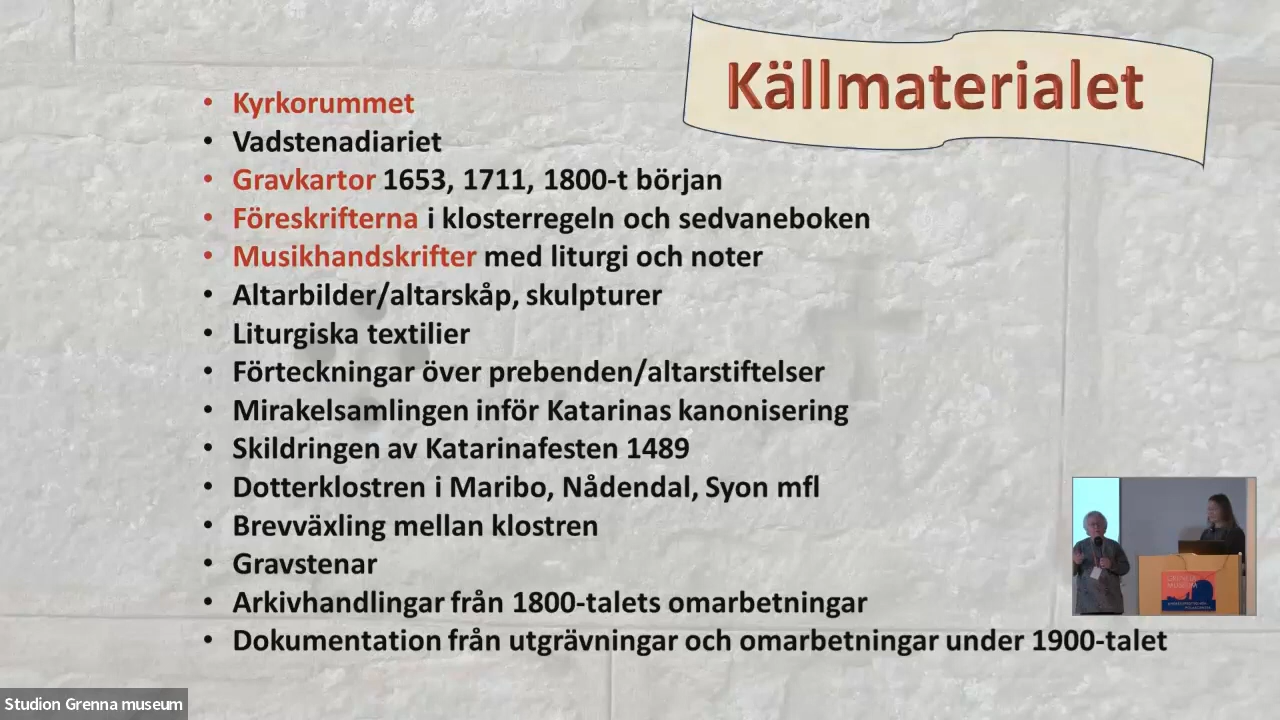 Källmaterialet
• Kyrkorummet
• Vadstenadiariet
• Gravkartor 1653, 1711, 1800-t början
• Föreskrifterna i klosterregeln och sedvaneboken
• Musikhandskrifter med liturgi och noter
• Altarbilder/altarskåp, skulpturer
• Liturgiska textilier
• Förteckningar över prebenden/altarstiftelser
• Mirakelsamlingen inför Katarinas kanonisering
• Skildringen av Katarinafesten 1489
• Dotterklostren i Maribo, Nådendal, Syon mfl
• Brevväxling mellan klostren
• Gravstenar
• Arkivhandlingar från 1800-talets omarbetningar
• Dokumentation från utgrävningar och omarbetningar under 1900-talet
GRENNA
MUSEUM
Studion Grenna museum